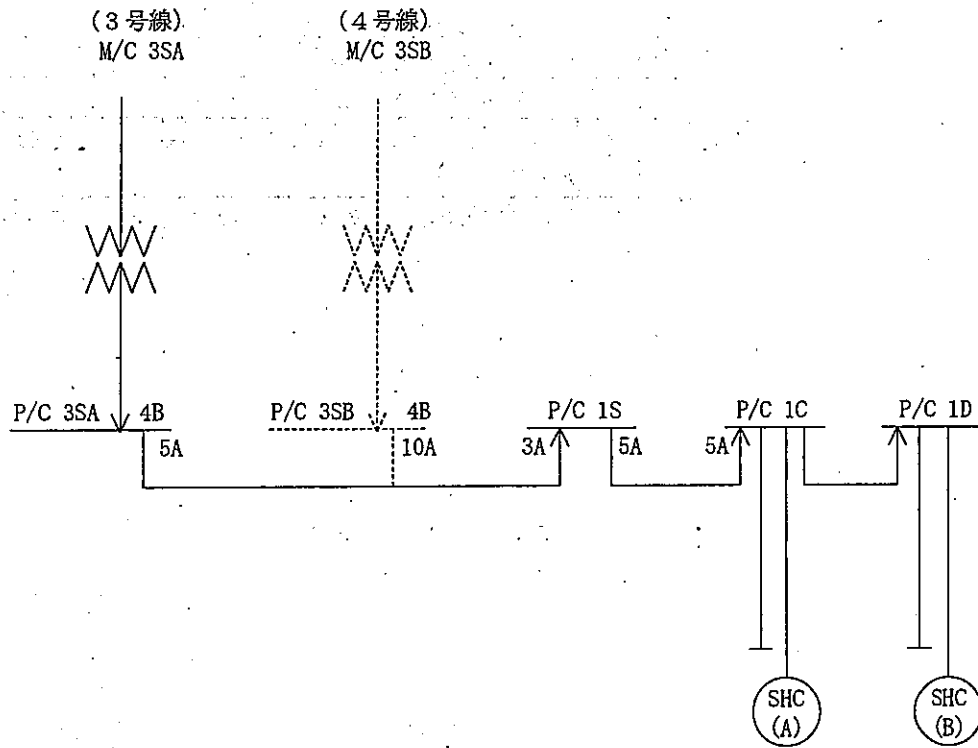 (3号線)
M/C 3SA
(4号線)
M/C 3SB
P/C 3SA
4B
5A
P/C 3SB
4B
10A
P/C 1S
3A
5A
P/C 1C
5A
P/C 1D
SHC
(A)
SHC
(B)